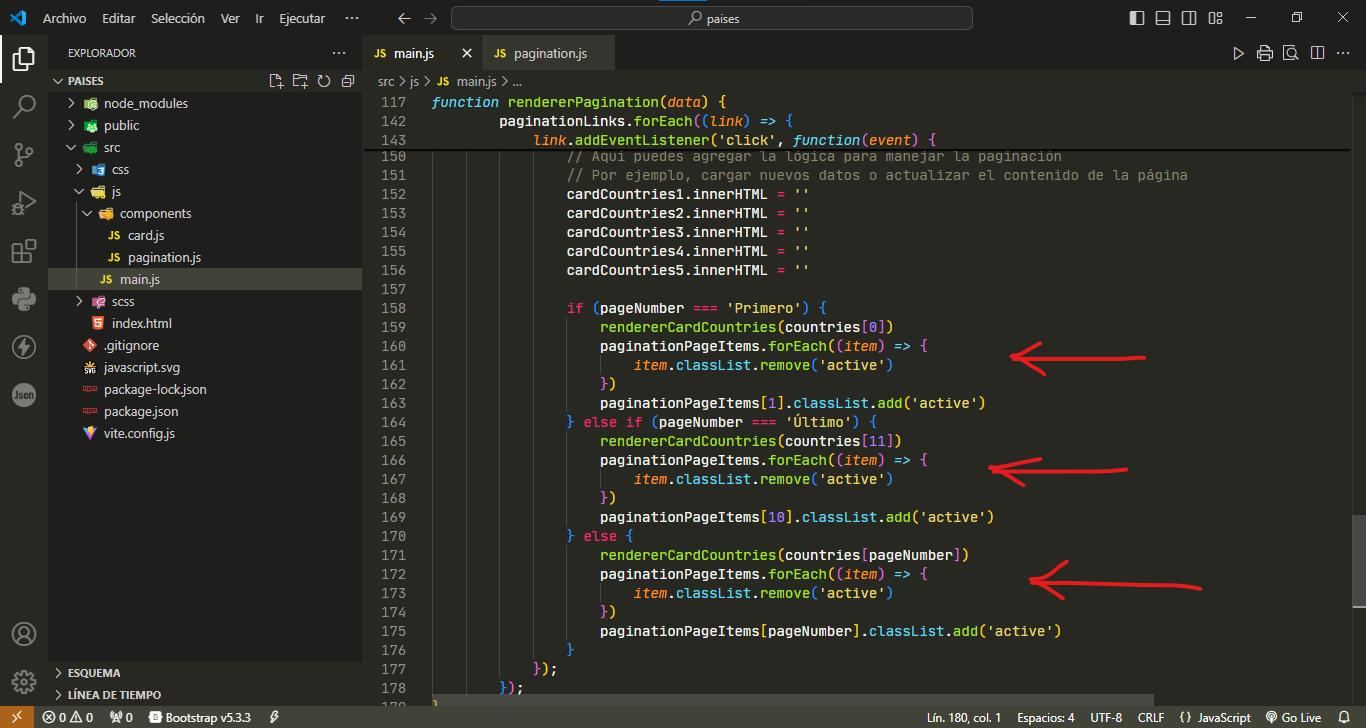 Archivo Editar Selección Ver Ir Ejecutar ··· paises
EXPLORADOR ···
PAISES
node_modules
public
src
css
js
components
JS card.js
JS pagination.js
JS main.js
scss
index.html
.gitignore
javascript.svg
package-lock.json
package.json
vite.config.js
ESQUEMA
LÍNEA DE TIEMPO
JS main.js JS pagination.js
src > js > JS main.js > ...
117 function rendererPagination(data) {
142 paginationLinks.forEach((link) => {
143 link.addEventListener('click', function(event) {
150 // Aquí puedes agregar la lógica para manejar la paginación
151 // Por ejemplo, cargar nuevos datos o actualizar el contenido de la página
152 cardCountries1.innerHTML = ''
153 cardCountries2.innerHTML = ''
154 cardCountries3.innerHTML = ''
155 cardCountries4.innerHTML = ''
156 cardCountries5.innerHTML = ''
157
158 if (pageNumber === 'Primero') {
159 rendererCardCountries(countries[0])
160 paginationPageItems.forEach((item) => {
161 item.classList.remove('active')
162 })
163 paginationPageItems[1].classList.add('active')
164 } else if (pageNumber === 'Último') {
165 rendererCardCountries(countries[11])
166 paginationPageItems.forEach((item) => {
167 item.classList.remove('active')
168 })
169 paginationPageItems[10].classList.add('active')
170 } else {
171 rendererCardCountries(countries[pageNumber])
172 paginationPageItems.forEach((item) => {
173 item.classList.remove('active')
174 })
175 paginationPageItems[pageNumber].classList.add('active')
176 }
177 });
178 });
179 }
Json
0 0 0 Bootstrap v5.3.3 Lín. 180, col. 1 Espacios: 4 UTF-8 CRLF {} JavaScript Go Live